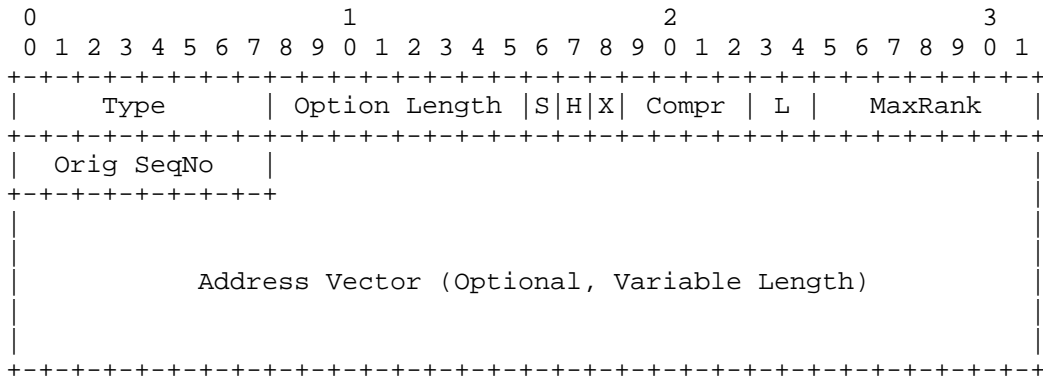 0                   1                   2                   3
 0 1 2 3 4 5 6 7 8 9 0 1 2 3 4 5 6 7 8 9 0 1 2 3 4 5 6 7 8 9 0 1
+-+-+-+-+-+-+-+-+-+-+-+-+-+-+-+-+-+-+-+-+-+-+-+-+-+-+-+-+-+-+-+-+
|     Type      | Option Length |S|H|X| Compr | L |   MaxRank   |
+-+-+-+-+-+-+-+-+-+-+-+-+-+-+-+-+-+-+-+-+-+-+-+-+-+-+-+-+-+-+-+-+
|  Orig SeqNo   |                                               |
+-+-+-+-+-+-+-+-+                                               |
|                                                               |
|                                                               |
|           Address Vector (Optional, Variable Length)          |
|                                                               |
|                                                               |
+-+-+-+-+-+-+-+-+-+-+-+-+-+-+-+-+-+-+-+-+-+-+-+-+-+-+-+-+-+-+-+-+